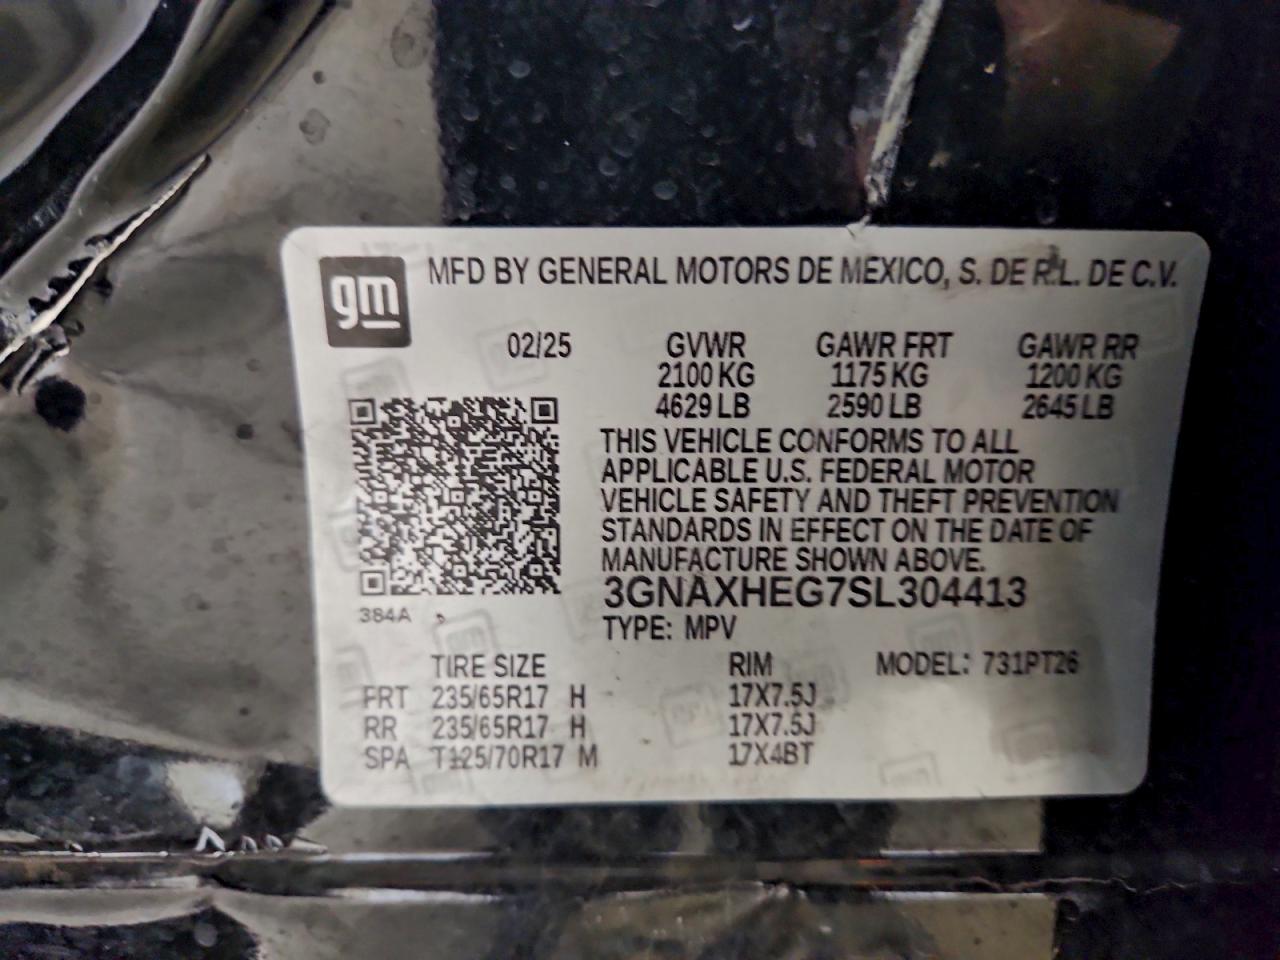 gm
MFD BY GENERAL MOTORS DE MEXICO, S. DE R.L. DE C.V.
02/25 GVWR GAWR FRT GAWR RR
2100 KG 1175 KG 1200 KG
4629 LB 2590 LB 2645 LB
THIS VEHICLE CONFORMS TO ALL
APPLICABLE U.S. FEDERAL MOTOR
VEHICLE SAFETY AND THEFT PREVENTION
STANDARDS IN EFFECT ON THE DATE OF
MANUFACTURE SHOWN ABOVE.
3GNAXHEG7SL304413
384A
TYPE: MPV
TIRE SIZE RIM MODEL: 731PT26
FRT 235/65R17 H 17X7.5J
RR 235/65R17 H 17X7.5J
SPA T125/70R17 M 17X4BT